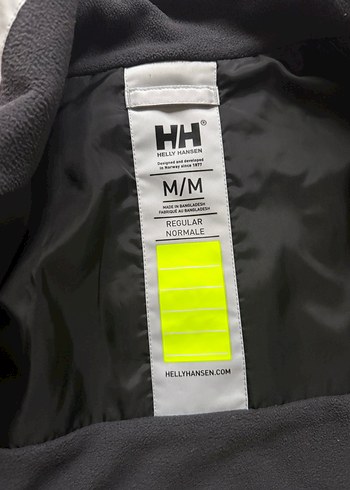 HH®
HELLY HANSEN
Designed and developed
in Norway since 1877
M/M
MADE IN BANGLADESH
FABRIQUÉ AU BANGLADESH
REGULAR
NORMALE
HELLYHANSEN.COM